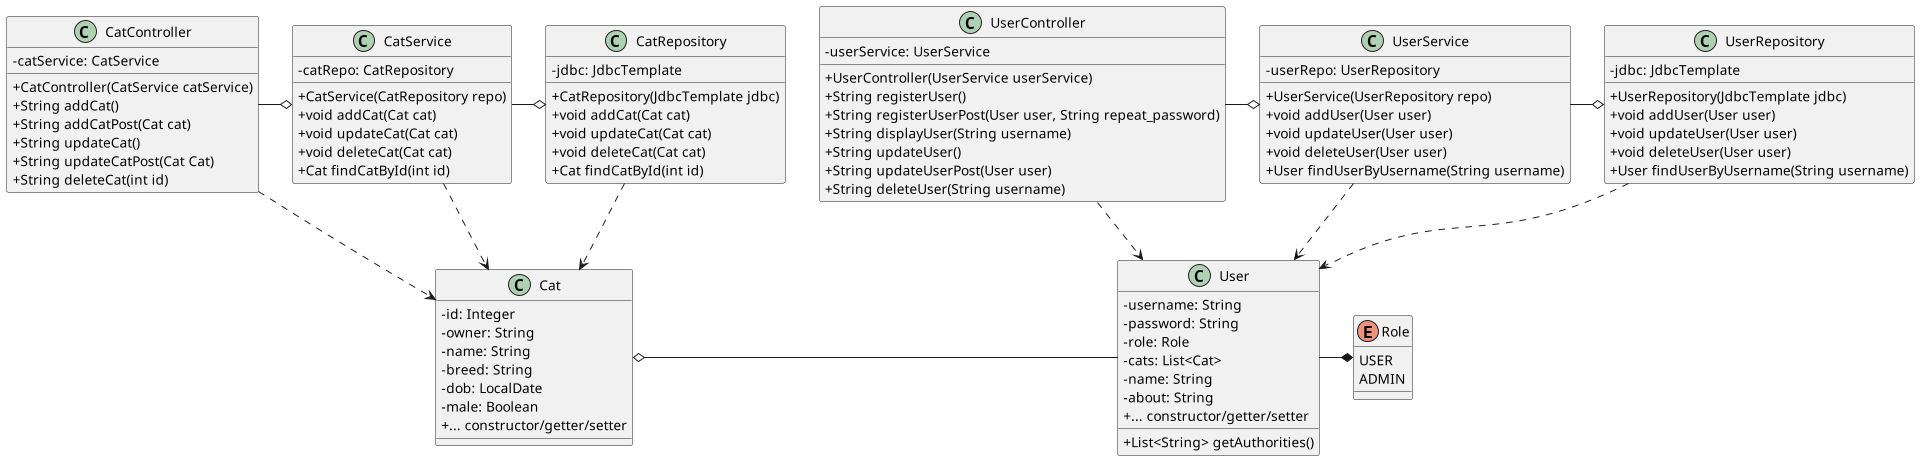 C CatController
-catService: CatService
+CatController(CatService catService)
+String addCat()
+String addCatPost(Cat cat)
+String updateCat()
+String updateCatPost(Cat Cat)
+String deleteCat(int id)
C CatService
-catRepo: CatRepository
+CatService(CatRepository repo)
+void addCat(Cat cat)
+void updateCat(Cat cat)
+void deleteCat(Cat cat)
+Cat findCatById(int id)
C CatRepository
-jdbc: JdbcTemplate
+CatRepository(JdbcTemplate jdbc)
+void addCat(Cat cat)
+void updateCat(Cat cat)
+void deleteCat(Cat cat)
+Cat findCatById(int id)
C UserController
-userService: UserService
+UserController(UserService userService)
+String registerUser()
+String registerUserPost(User user, String repeat_password)
+String displayUser(String username)
+String updateUser()
+String updateUserPost(User user)
+String deleteUser(String username)
C UserService
-userRepo: UserRepository
+UserService(UserRepository repo)
+void addUser(User user)
+void updateUser(User user)
+void deleteUser(User user)
+User findUserByUsername(String username)
C UserRepository
-jdbc: JdbcTemplate
+UserRepository(JdbcTemplate jdbc)
+void addUser(User user)
+void updateUser(User user)
+void deleteUser(User user)
+User findUserByUsername(String username)
C Cat
-id: Integer
-owner: String
-name: String
-breed: String
-dob: LocalDate
-male: Boolean
+... constructor/getter/setter
C User
-username: String
-password: String
-role: Role
-cats: List<Cat>
-name: String
-about: String
+... constructor/getter/setter
+List<String> getAuthorities()
E Role
USER
ADMIN